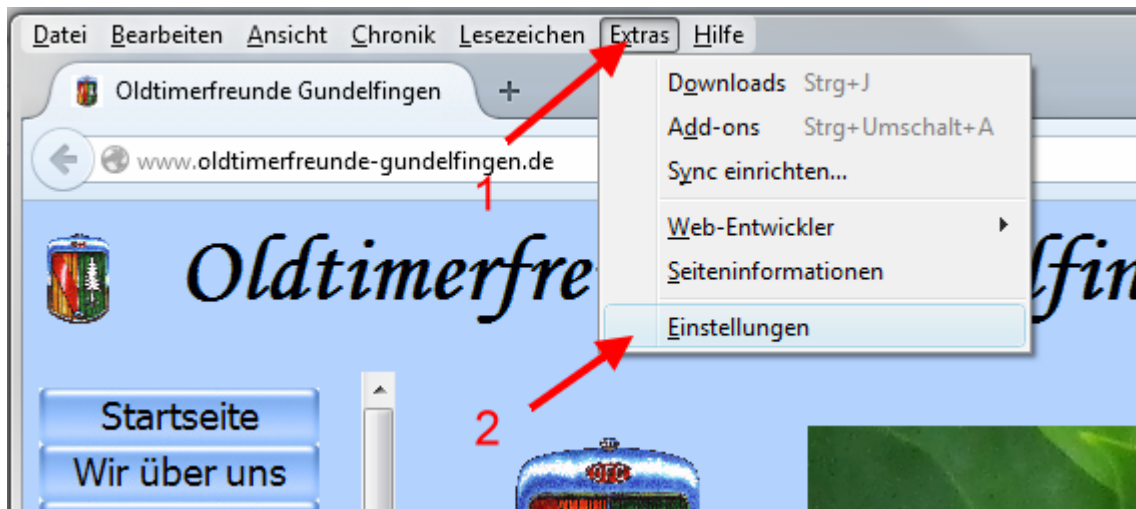 Datei Bearbeiten Ansicht Chronik Lesezeichen Extras Hilfe
Oldtimerfreunde Gundelfingen +
Downloads Strg+J
Add-ons Strg+Umschalt+A
www.oldtimerfreunde-gundelfingen.de
Sync einrichten...
1
Web-Entwickler
Oldtimerfre lfin
Seiteninformationen
Einstellungen
Startseite
2
Wir über uns
OFG